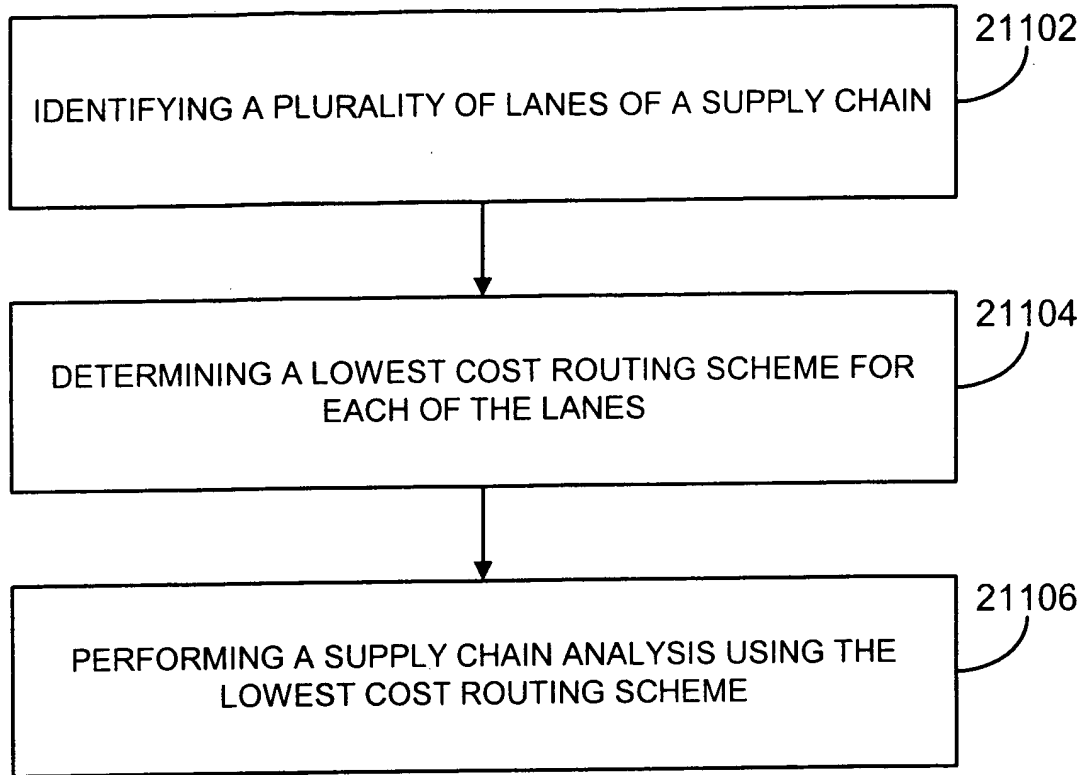 21102
IDENTIFYING A PLURALITY OF LANES OF A SUPPLY CHAIN
21104
DETERMINING A LOWEST COST ROUTING SCHEME FOR
EACH OF THE LANES
21106
PERFORMING A SUPPLY CHAIN ANALYSIS USING THE
LOWEST COST ROUTING SCHEME